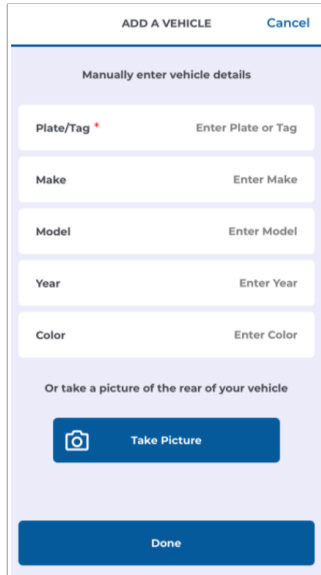 ADD A VEHICLE Cancel
Manually enter vehicle details
Plate/Tag * Enter Plate or Tag
Make Enter Make
Model Enter Model
Year Enter Year
Color Enter Color
Or take a picture of the rear of your vehicle
Take Picture
Done